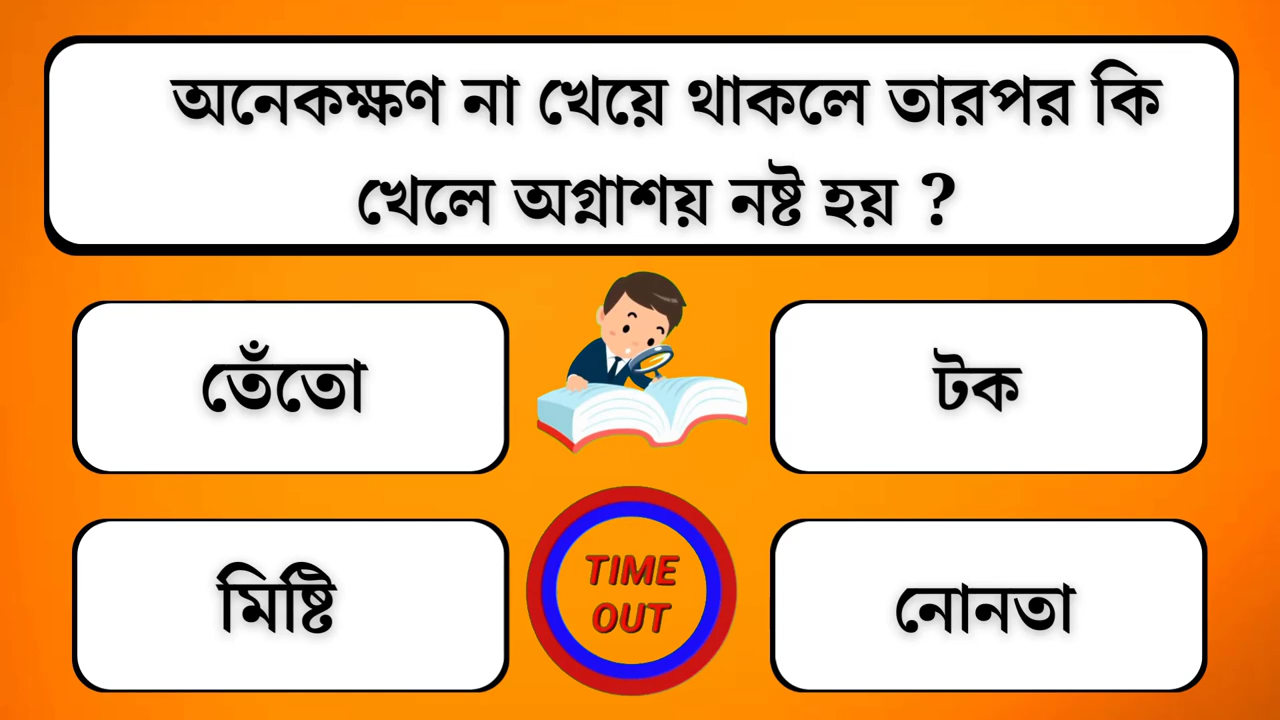 অনেকক্ষণ না খেয়ে থাকলে তারপর কি
খেলে অগ্নাশয় নষ্ট হয় ?
তেঁতো
টক
মিষ্টি
নোনতা
TIME
OUT